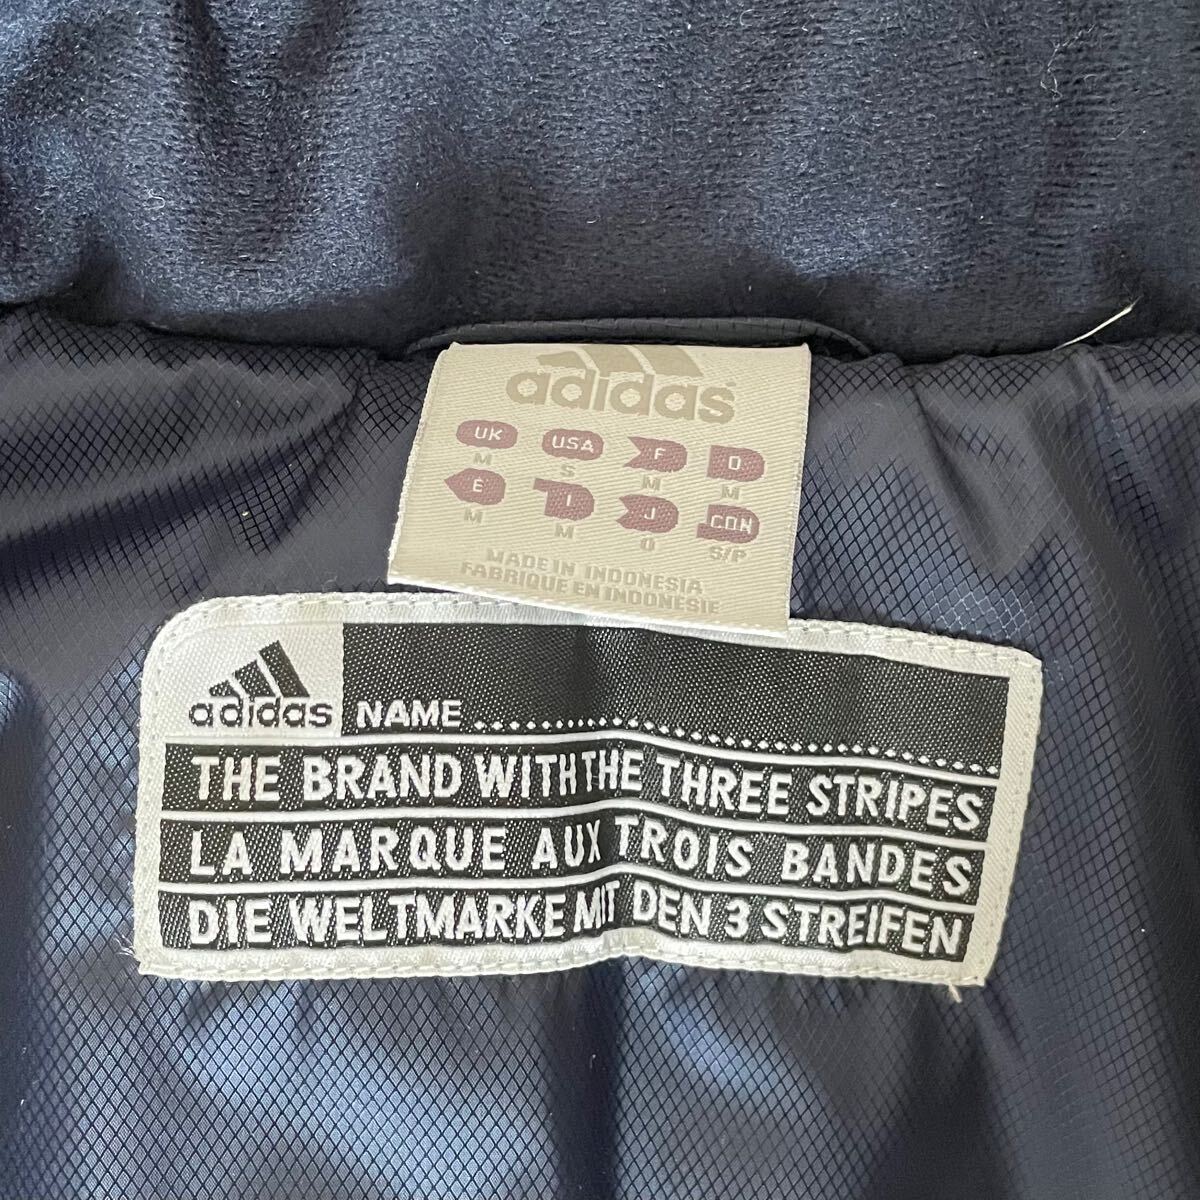 adidas
UK USA F D
M S M M
E I J CDN
M M O S/P
MADE IN INDONESIA
FABRIQUE EN INDONESIE
adidas NAME
THE BRAND WITH THE THREE STRIPES
LA MARQUE AUX TROIS BANDES
DIE WELTMARKE MIT DEN 3 STREIFEN